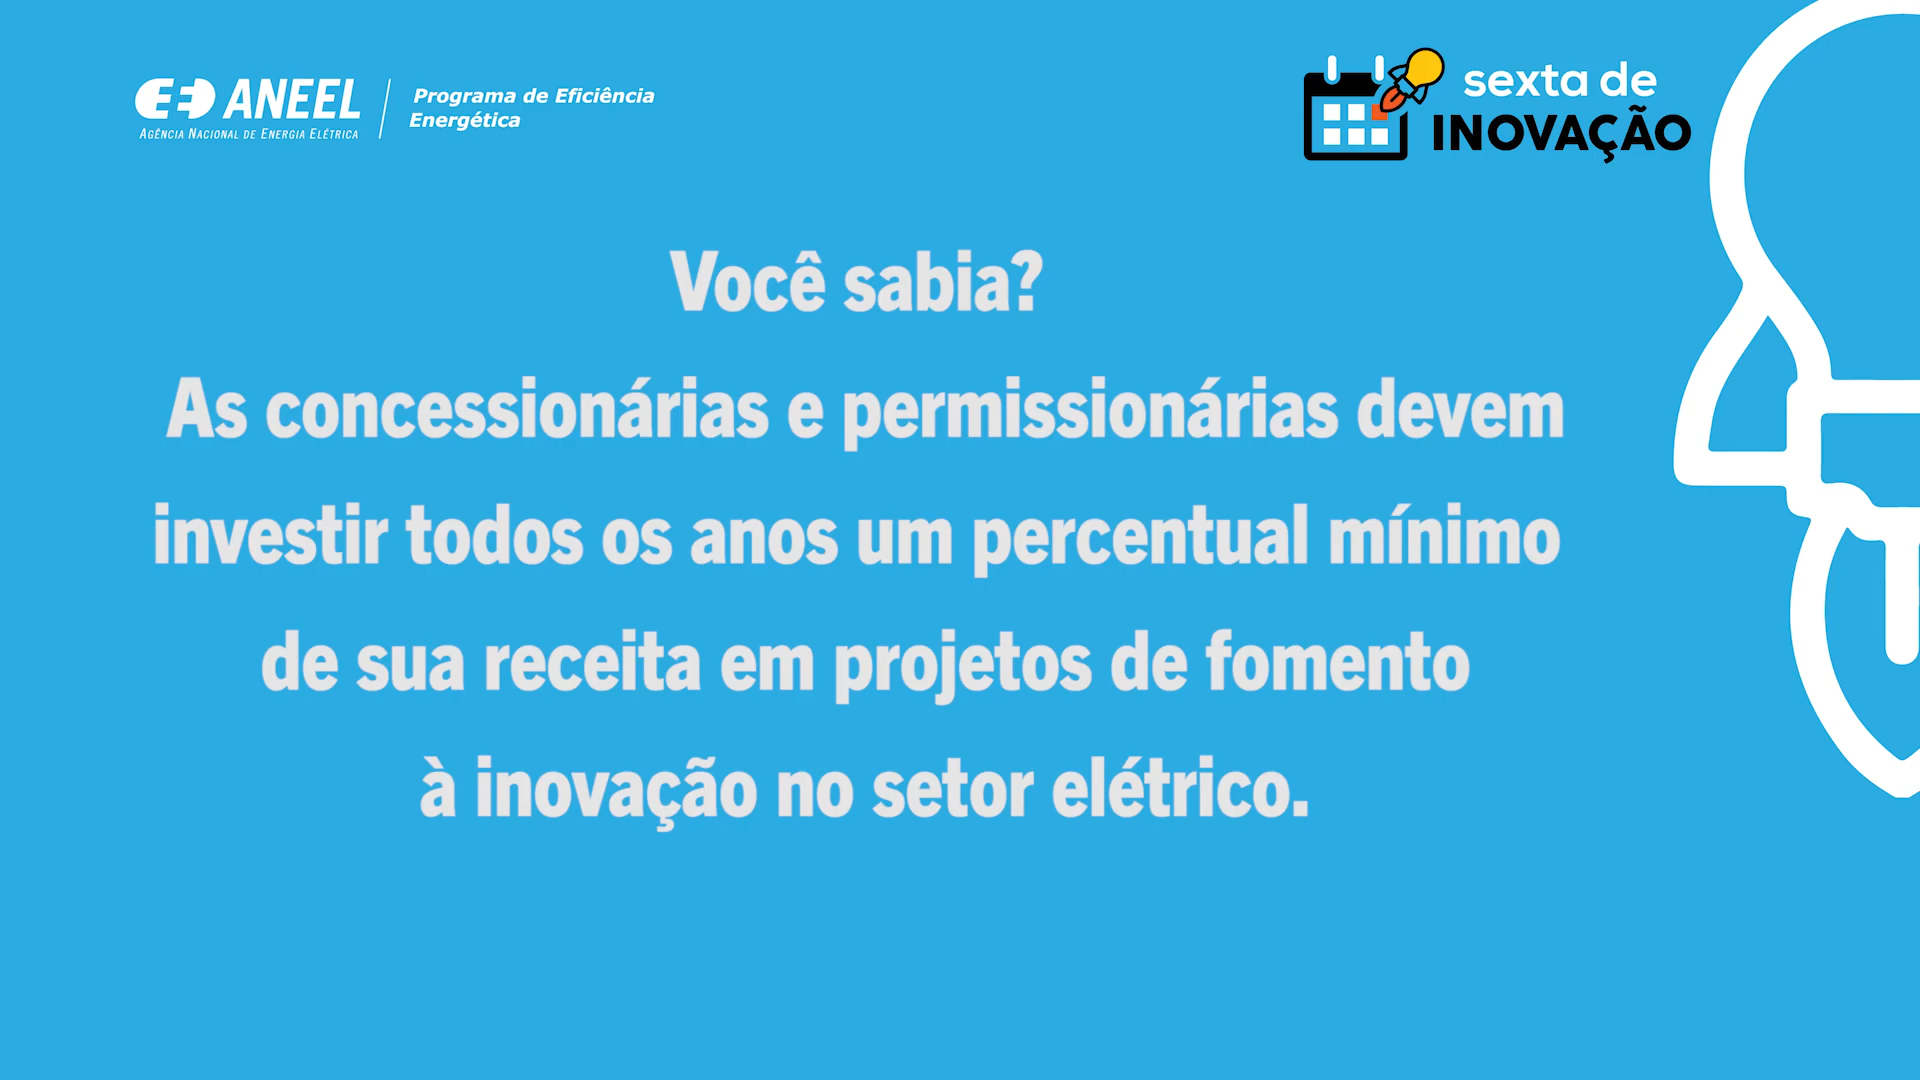 ANEEL
AGÊNCIA NACIONAL DE ENERGIA ELÉTRICA
Programa de Eficiência
Energética
sexta de
INOVAÇÃO
Você sabia?
As concessionárias e permissionárias devem
investir todos os anos um percentual mínimo
de sua receita em projetos de fomento
à inovação no setor elétrico.